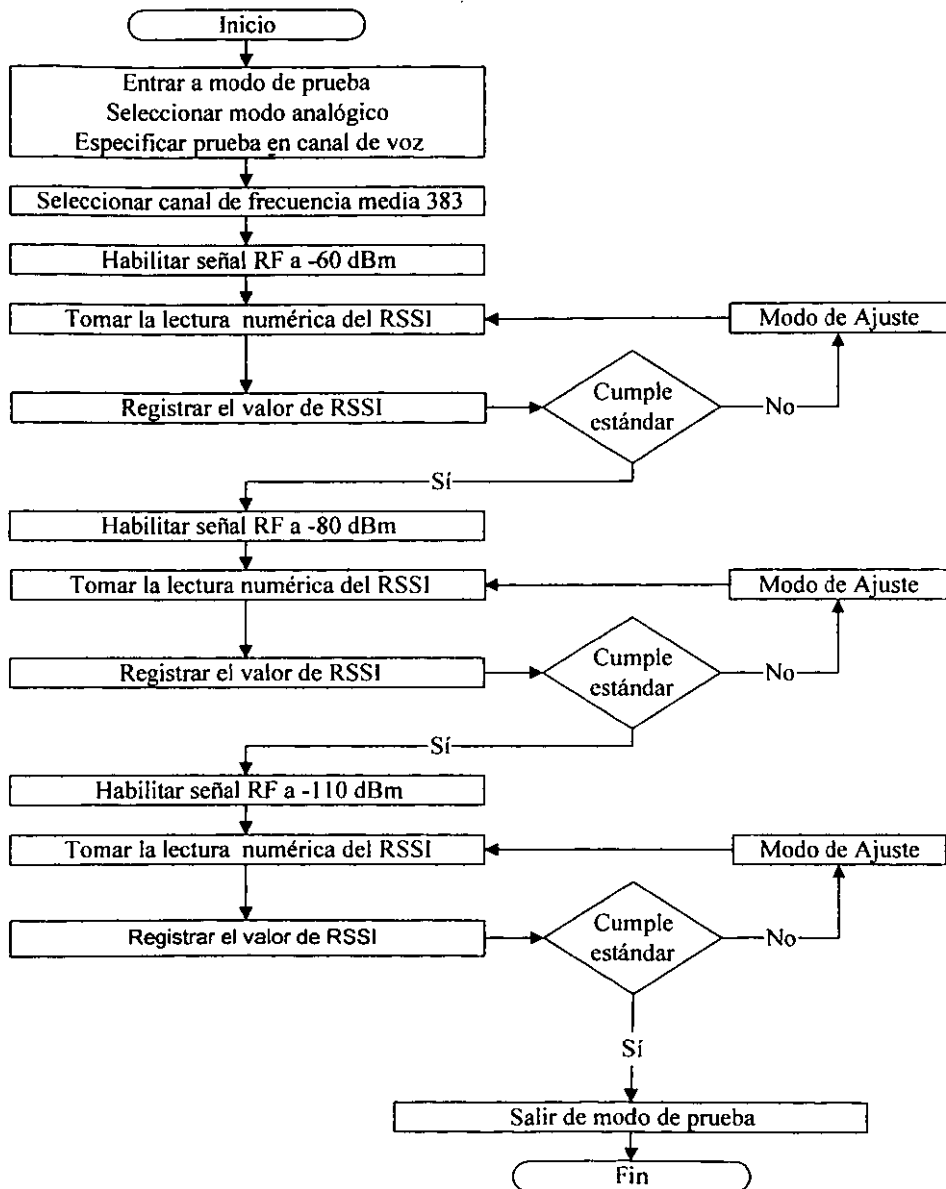 Inicio
Entrar a modo de prueba
Seleccionar modo analógico
Especificar prueba en canal de voz
Seleccionar canal de frecuencia media 383
Habilitar señal RF a -60 dBm
Tomar la lectura numérica del RSSI
Modo de Ajuste
Registrar el valor de RSSI
Cumple
estándar
No
Sí
Habilitar señal RF a -80 dBm
Tomar la lectura numérica del RSSI
Modo de Ajuste
Registrar el valor de RSSI
Cumple
estándar
No
Sí
Habilitar señal RF a -110 dBm
Tomar la lectura numérica del RSSI
Modo de Ajuste
Registrar el valor de RSSI
Cumple
estándar
No
Sí
Salir de modo de prueba
Fin